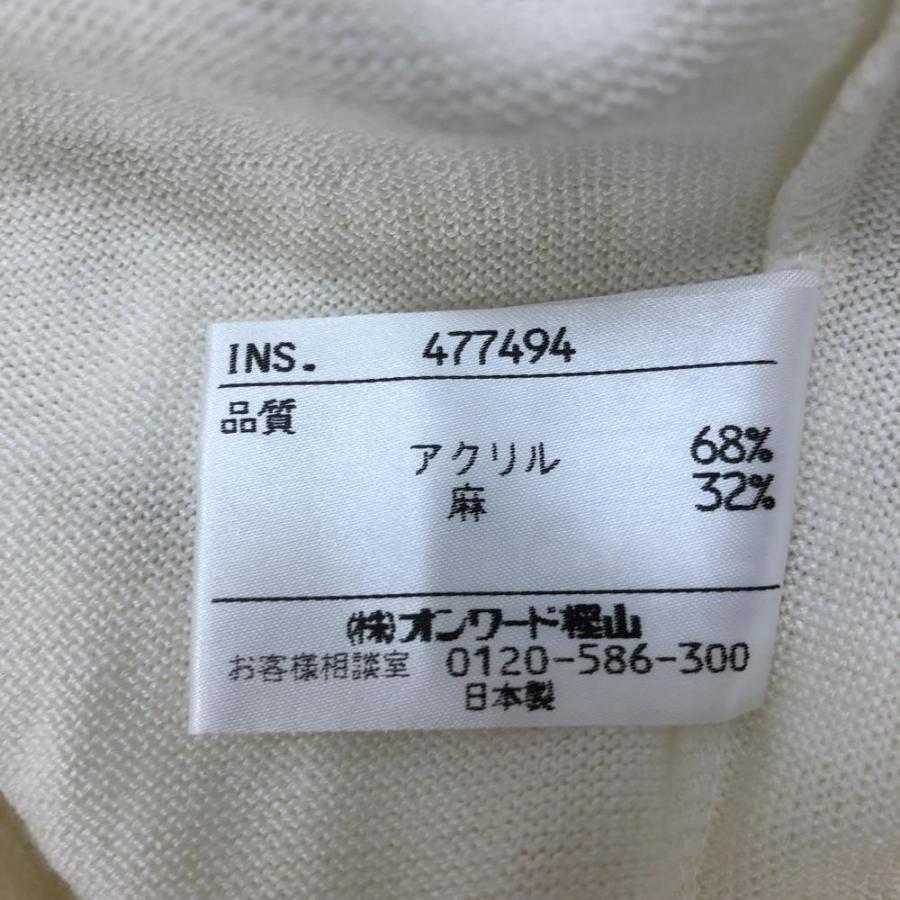 INS. 477494
品質
アクリル 68%
麻 32%
㈱オンワード樫山
お客様相談室 0120-586-300
日本製